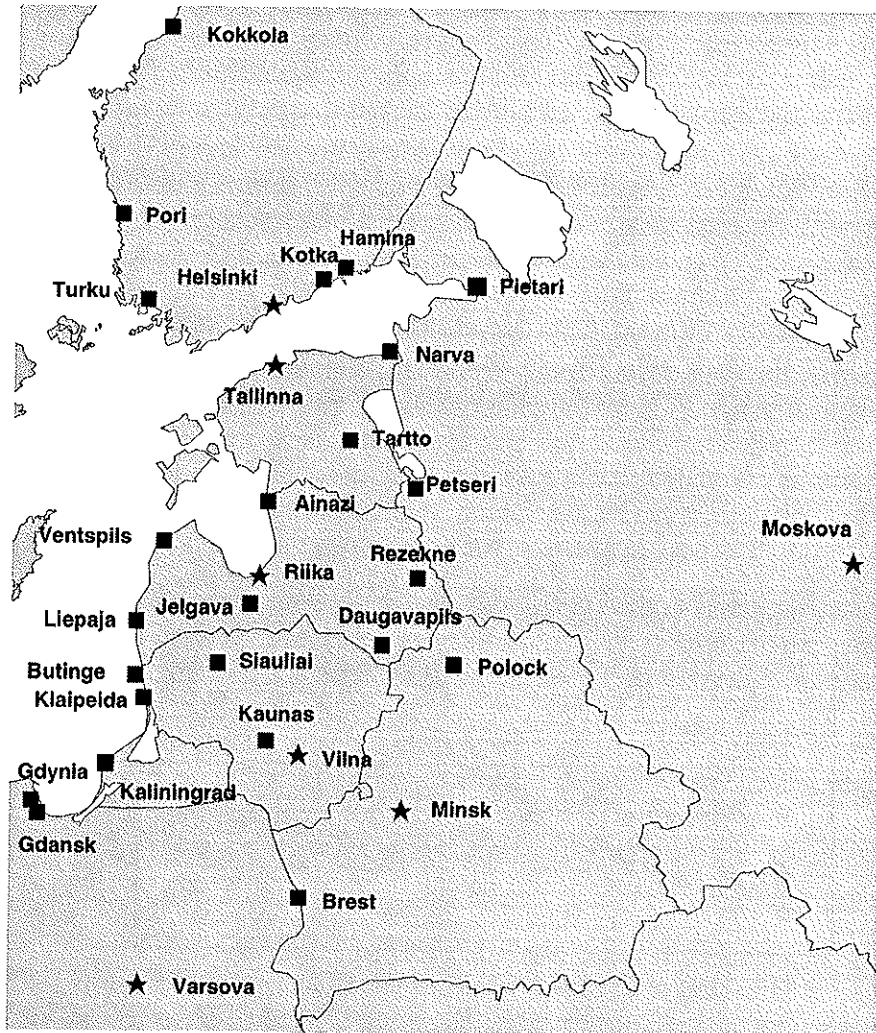 Kokkola
Pori
Hamina
Kotka
Helsinki
Turku
Pietari
Narva
Tallinna
Tartto
Petseri
Ainazi
Moskova
Ventspils
Rezekne
Riika
Jelgava
Liepaja
Daugavapils
Siauliai
Polock
Butinge
Klaipeida
Kaunas
Vilna
Gdynia
Kaliningrad
Minsk
Gdansk
Brest
Varsova